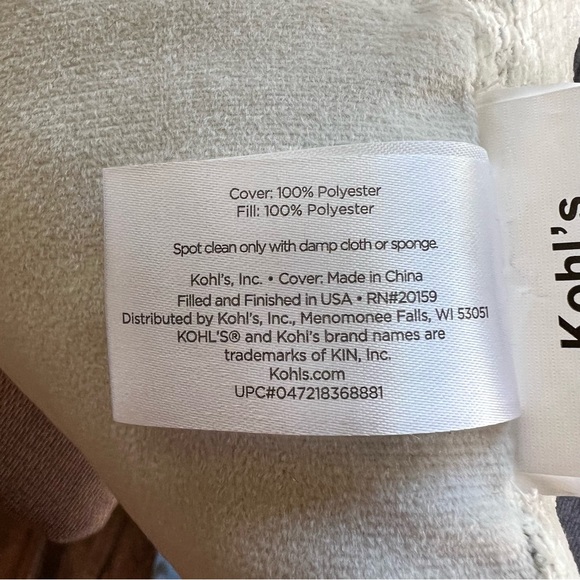 Cover: 100% Polyester
Fill: 100% Polyester
Spot clean only with damp cloth or sponge.
Kohl's, Inc. • Cover: Made in China
Filled and Finished in USA • RN#20159
Distributed by Kohl's, Inc., Menomonee Falls, WI 53051
KOHL'S® and Kohl's brand names are
trademarks of KIN, Inc.
Kohls.com
UPC#047218368881
Kohl's